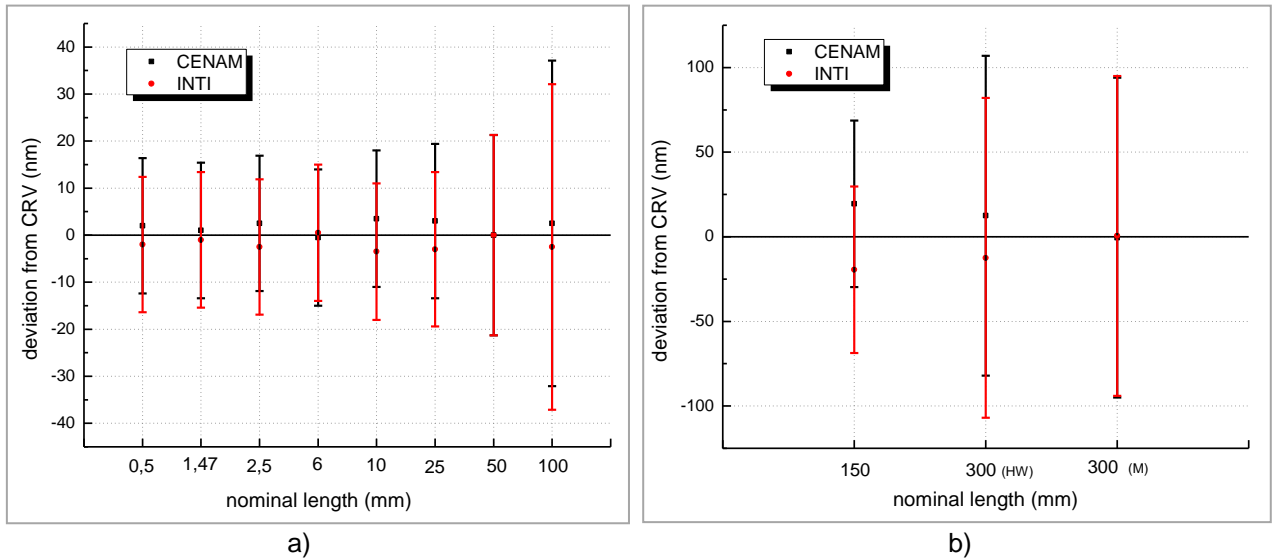 40
30
20
10
0
-10
-20
-30
-40
deviation from CRV (nm)
CENAM
INTI
0,5 1,47 2,5 6 10 25 50 100
nominal length (mm)
a)
100
50
0
-50
-100
deviation from CRV (nm)
CENAM
INTI
150 300 (HW) 300 (M)
nominal length (mm)
b)